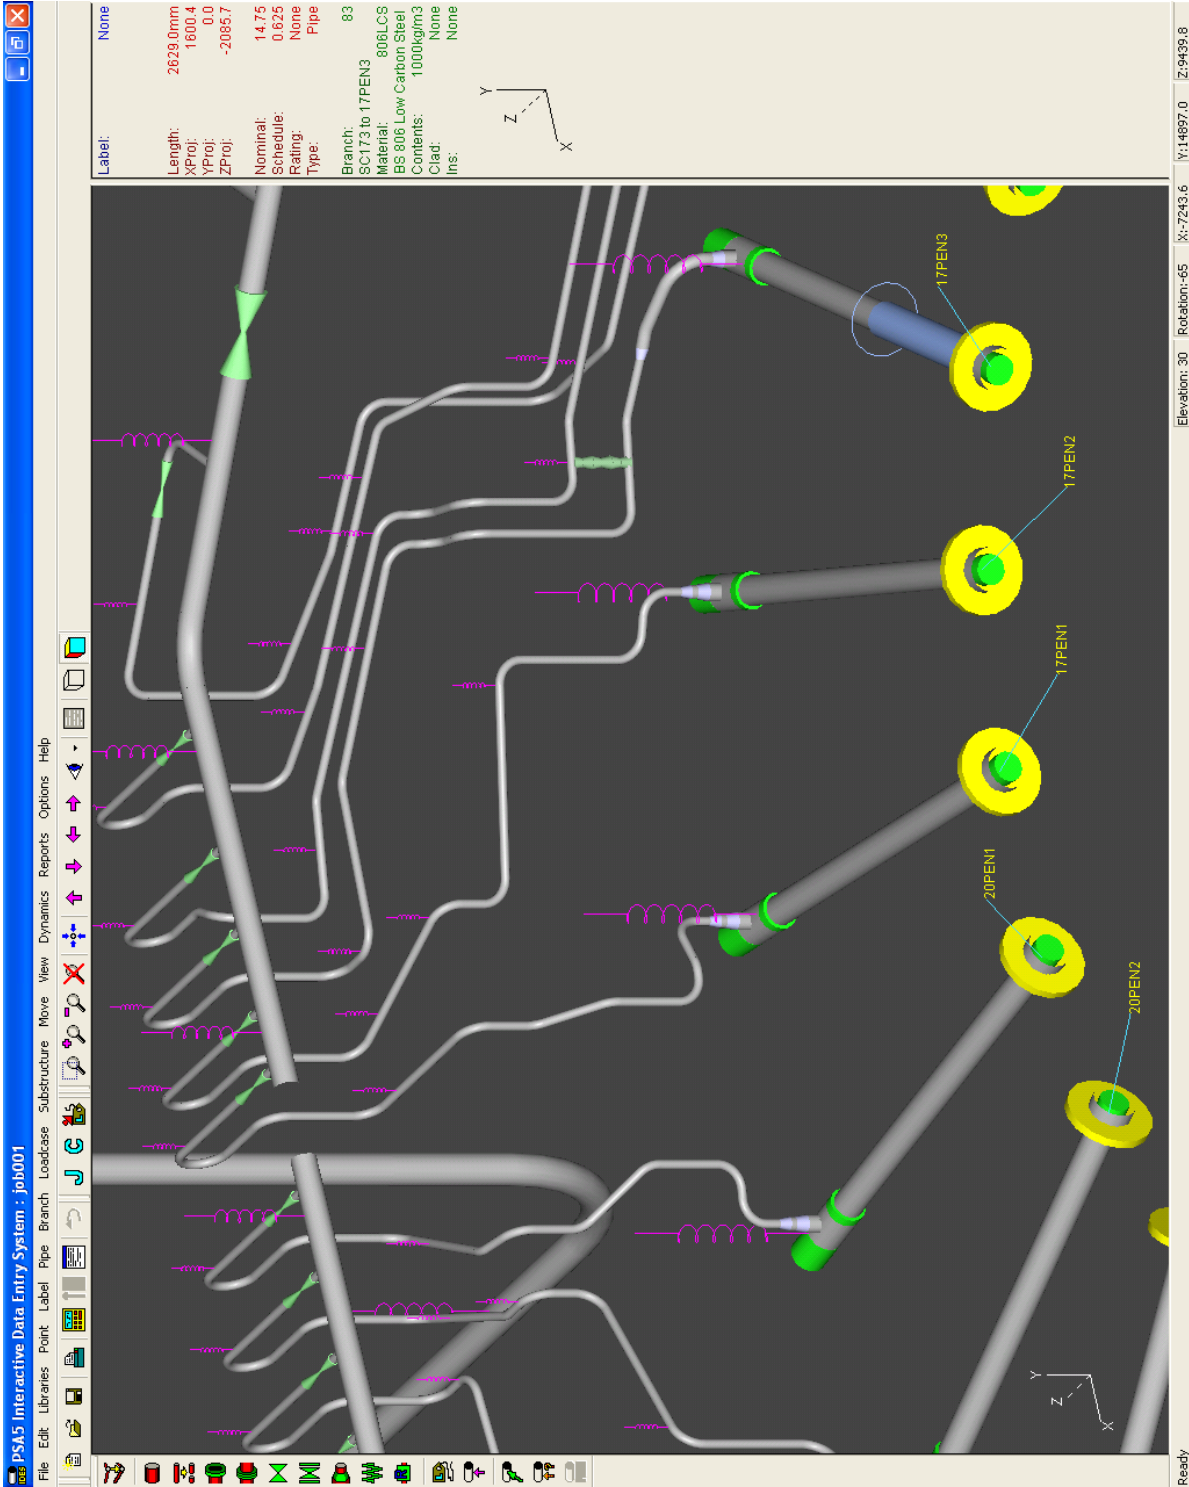 PSA5 Interactive Data Entry System : job001
File Edit Libraries Point Label Pipe Branch Loadcase Substructure Move View Dynamics Reports Options Help
J C
Label: None
Length: 2629.0mm
XProj: 1600.4
YProj: 0.0
ZProj: -2085.7
Nominal: 14.75
Schedule: 0.625
Rating: None
Type: Pipe
Branch: 83
SC173 to 17PEN3
Material: 806LCS
BS 806 Low Carbon Steel
Contents: 1000kg/m3
Clad: None
Ins: None
Y
Z
X
17PEN3
17PEN2
17PEN1
20PEN1
20PEN2
Y
Z
X
Ready Elevation: 30 Rotation:-65 X:-7243.6 Y:14897.0 Z:9439.8